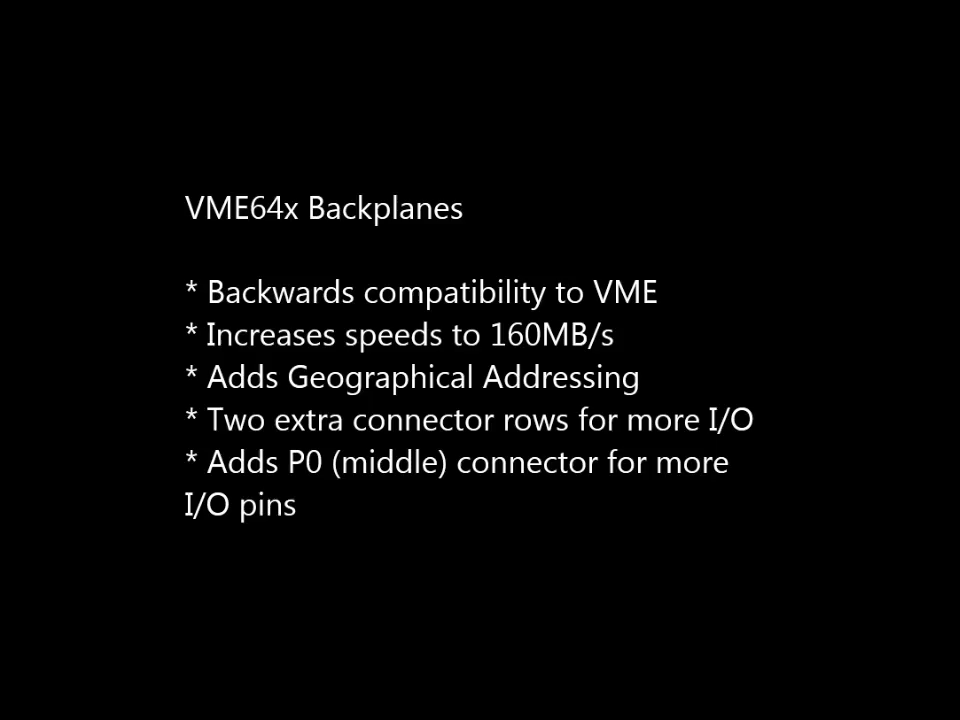 VME64x Backplanes
* Backwards compatibility to VME
* Increases speeds to 160MB/s
* Adds Geographical Addressing
* Two extra connector rows for more I/O
* Adds P0 (middle) connector for more
I/O pins